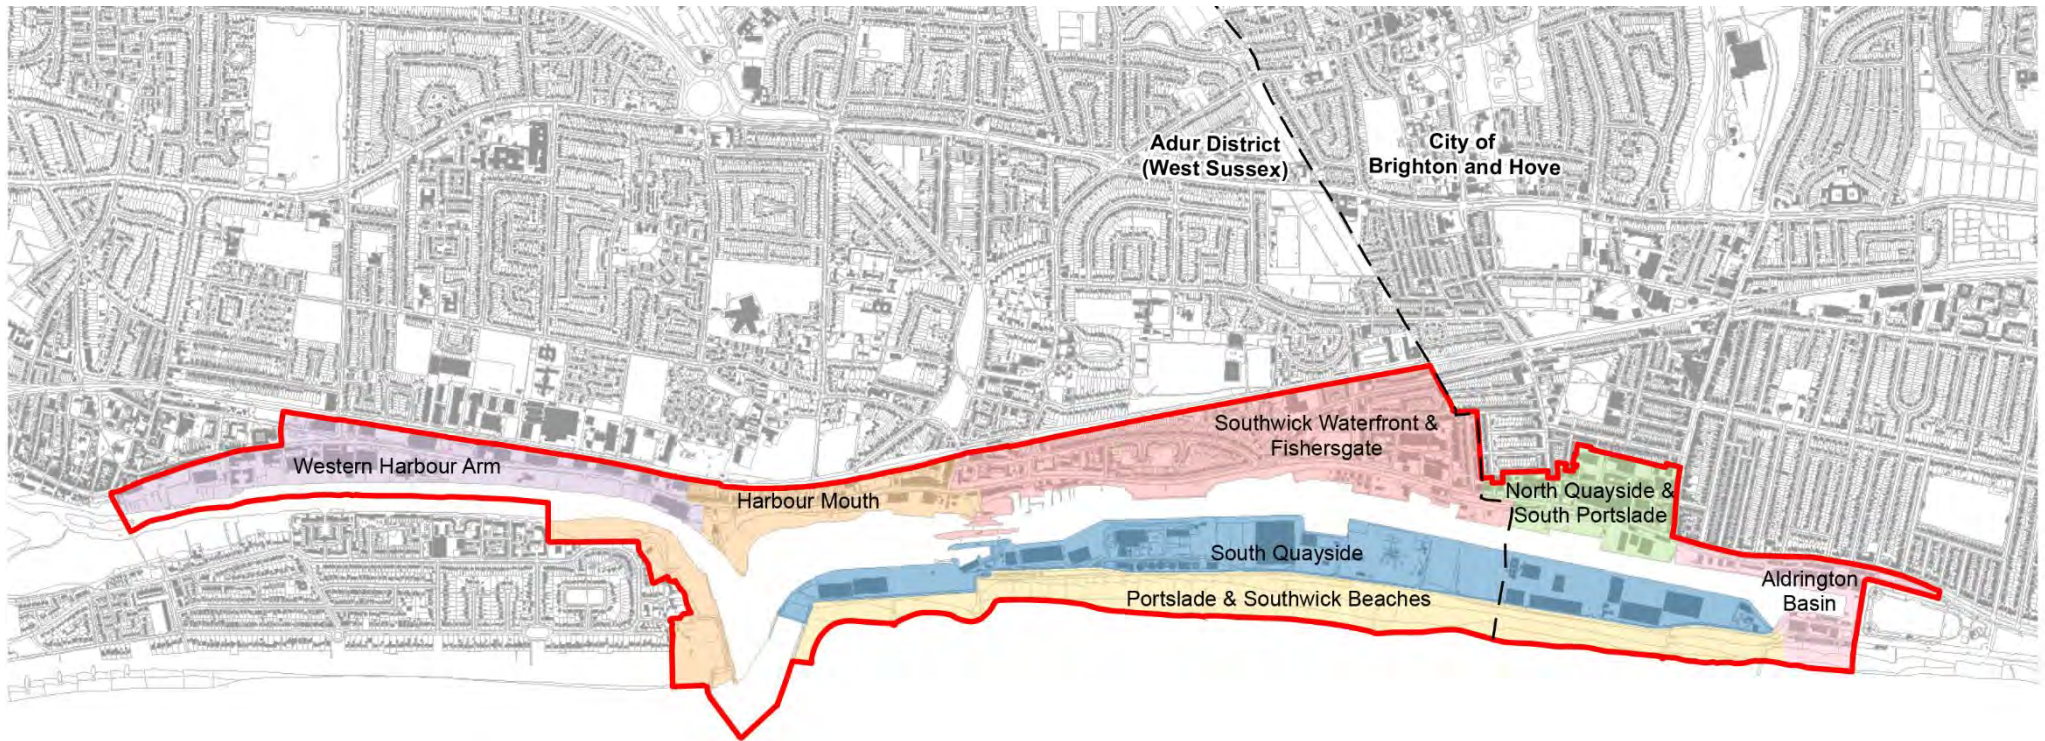 Adur District
(West Sussex)
City of
Brighton and Hove
Southwick Waterfront &
Fishersgate
Western Harbour Arm
Harbour Mouth
North Quayside &
South Portslade
South Quayside
Aldrington
Basin
Portslade & Southwick Beaches